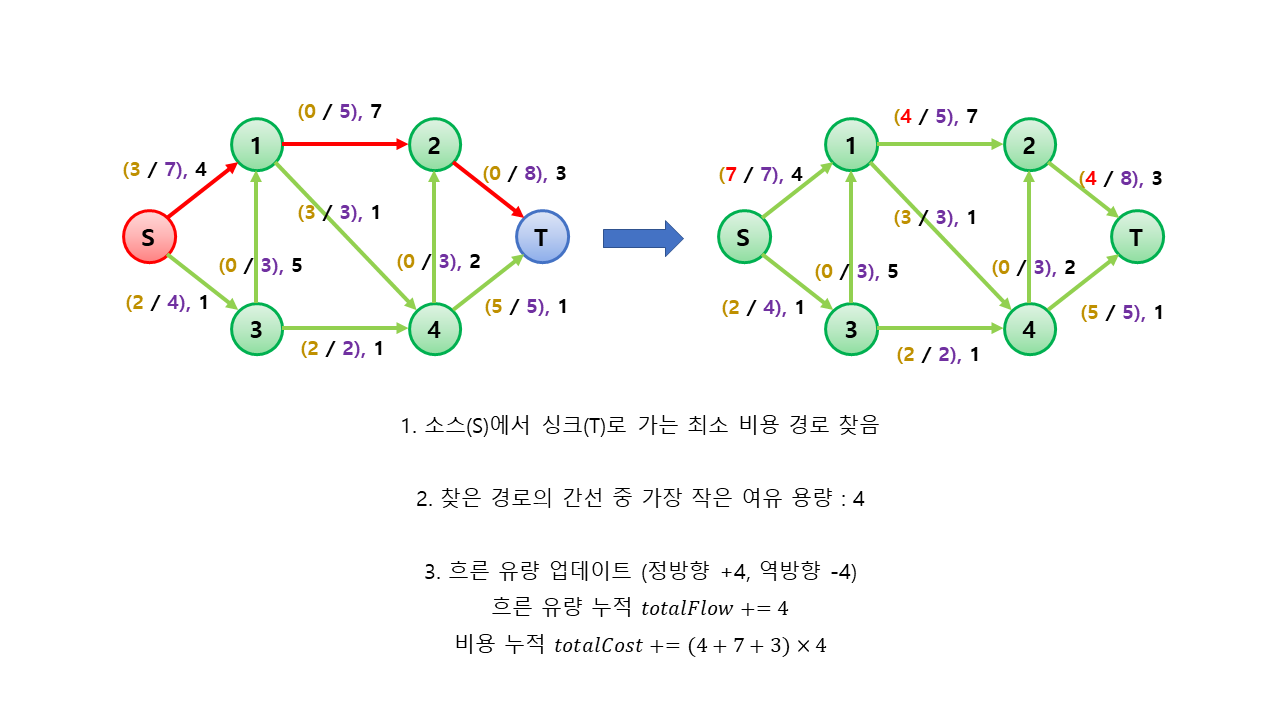 (0 / 5), 7
1
2
(3 / 7), 4
(0 / 8), 3
(3 / 3), 1
S
T
(0 / 3), 5
(0 / 3), 2
(2 / 4), 1
(5 / 5), 1
3
4
(2 / 2), 1
(4 / 5), 7
1
2
(7 / 7), 4
(4 / 8), 3
(3 / 3), 1
S
T
(0 / 3), 5
(0 / 3), 2
(2 / 4), 1
(5 / 5), 1
3
4
(2 / 2), 1
1. 소스(S)에서 싱크(T)로 가는 최소 비용 경로 찾음
2. 찾은 경로의 간선 중 가장 작은 여유 용량 : 4
3. 흐른 유량 업데이트 (정방향 +4, 역방향 -4)
흐른 유량 누적 totalFlow += 4
비용 누적 totalCost += (4 + 7 + 3) × 4